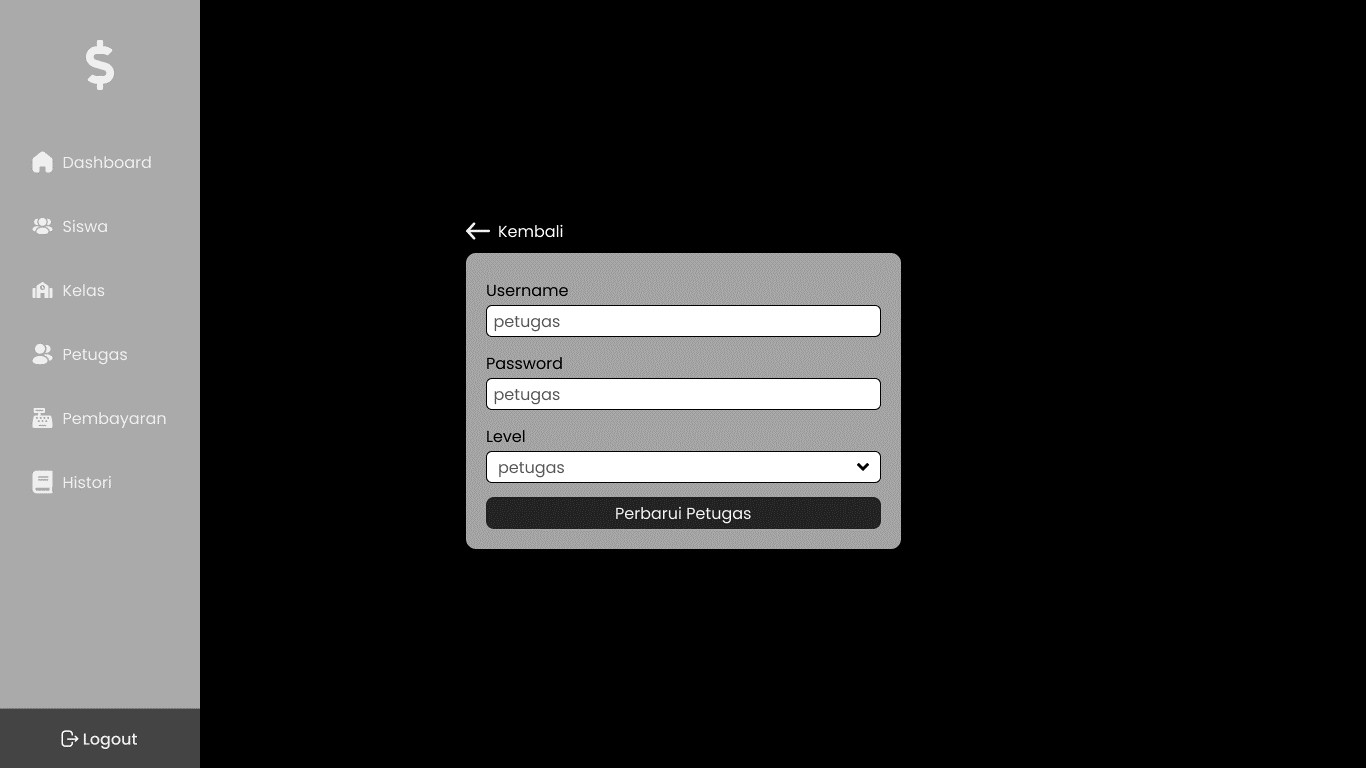 $
Dashboard
Siswa
Kelas
Petugas
Pembayaran
Histori
Logout
Kembali
Username
petugas
Password
petugas
Level
petugas
Perbarui Petugas